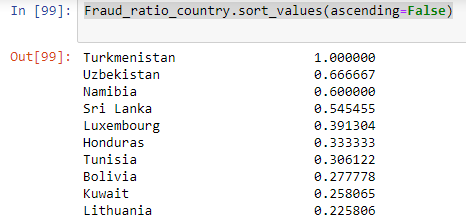 In [99]: Fraud_ratio_country.sort_values(ascending=False)
Out[99]: Turkmenistan 1.000000
Uzbekistan 0.666667
Namibia 0.600000
Sri Lanka 0.545455
Luxembourg 0.391304
Honduras 0.333333
Tunisia 0.306122
Bolivia 0.277778
Kuwait 0.258065
Lithuania 0.225806